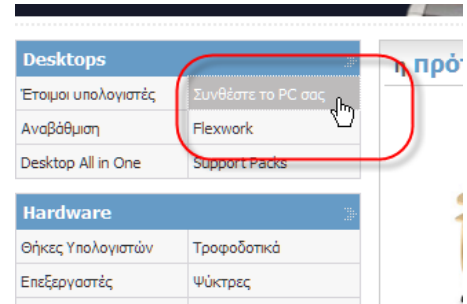 Desktops
Έτοιμοι υπολογιστές Συνθέστε το PC σας
Αναβάθμιση Flexwork
Desktop All in One Support Packs
Hardware
Θήκες Υπολογιστών Τροφοδοτικά
Επεξεργαστές Ψύκτρες
η